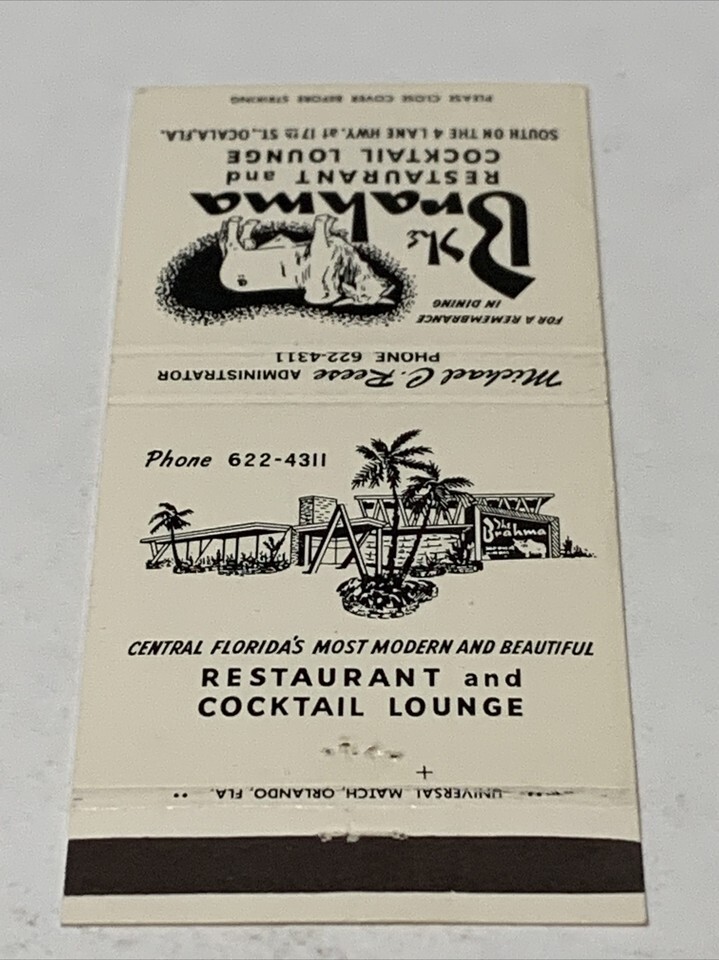 PLEASE CLOSE COVER BEFORE STRIKING
FOR A REMEMBRANCE
IN DINING
The
Brahma
RESTAURANT and
COCKTAIL LOUNGE
SOUTH ON THE 4 LANE HWY. at 17th ST., OCALA, FLA.
Michael C. Reese ADMINISTRATOR
PHONE 622-4311
Phone 622-4311
The
Brahma
CENTRAL FLORIDA'S MOST MODERN AND BEAUTIFUL
RESTAURANT and
COCKTAIL LOUNGE
UNIVERSAL MATCH, ORLANDO, FLA.